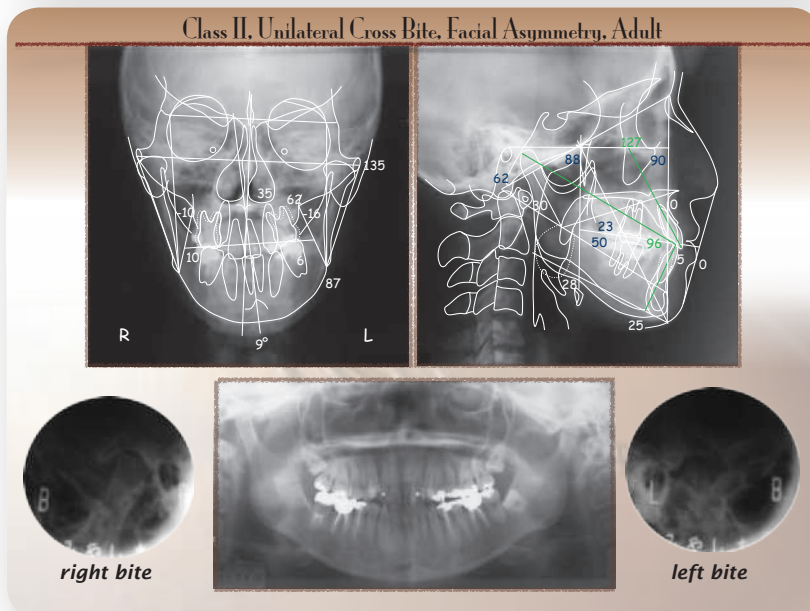 Class II, Unilateral Cross Bite, Facial Asymmetry, Adult
135
35
62
-10
-16
10
6
87
9°
R
L
127
88
90
62
30
0
23
50
96
5
0
28
25
B
L
B
right bite
left bite